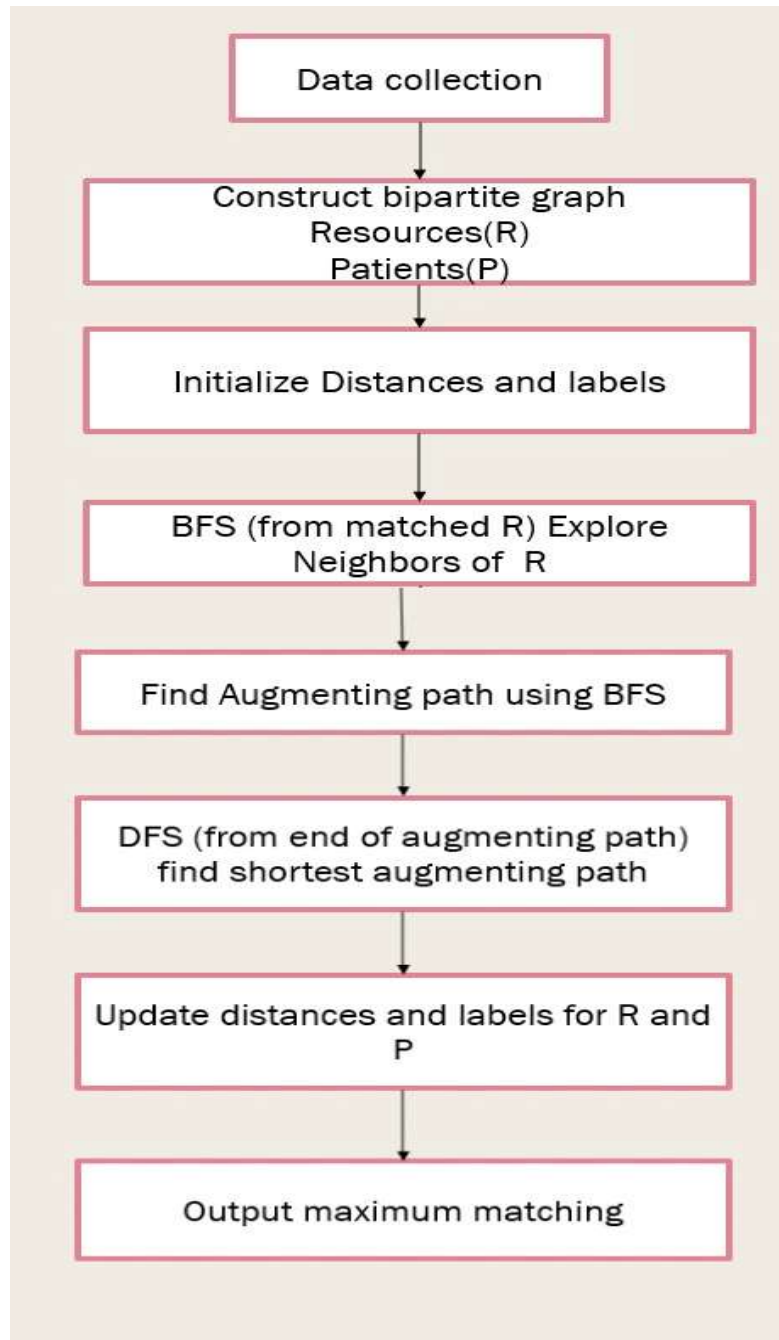 Data collection
Construct bipartite graph
Resources(R)
Patients(P)
Initialize Distances and labels
BFS (from matched R) Explore
Neighbors of R
Find Augmenting path using BFS
DFS (from end of augmenting path)
find shortest augmenting path
Update distances and labels for R and
P
Output maximum matching